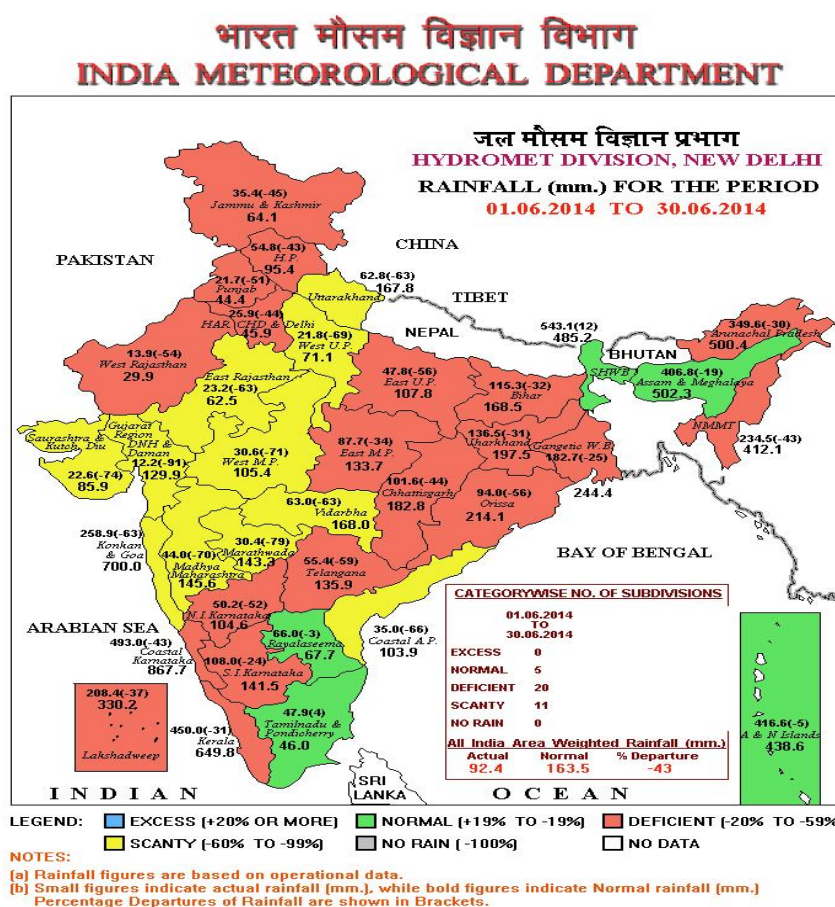 भारत मौसम विज्ञान विभाग
INDIA METEOROLOGICAL DEPARTMENT
जल मौसम विज्ञान प्रभाग
HYDROMET DIVISION, NEW DELHI
RAINFALL (mm.) FOR THE PERIOD
01.06.2014 TO 30.06.2014
35.4(-45)
Jammu & Kashmir
64.1
54.8(-43)
H.P.
95.4
CHINA
PAKISTAN
21.7(-51)
Punjab
44.4
62.8(-63)
167.8
Uttarakhand
TIBET
25.9(-44)
HAR. CHD & Delhi
45.9
NEPAL
543.1(12)
485.2
349.6(-30)
Arunachal Pradesh
500.4
21.8(-69)
West U.P.
71.1
BHUTAN
13.9(-54)
West Rajasthan
29.9
East Rajasthan
23.2(-63)
62.5
47.8(-56)
East U.P.
107.8
115.3(-32)
Bihar
168.5
SHWB
406.8(-19)
Assam & Meghalaya
502.3
NMMT
234.5(-43)
412.1
Saurashtra &
Kutch, Diu
22.6(-74)
85.9
Gujarat
Region
DNH &
Daman
12.2(-91)
129.9
30.6(-71)
West M.P.
105.4
87.7(-34)
East M.P.
133.7
136.5(-31)
Jharkhand
197.5
Gangetic W.B.
182.7(-25)
244.4
101.6(-44)
Chhattisgarh
182.8
94.0(-56)
Orissa
214.1
63.0(-63)
Vidarbha
168.0
258.9(-63)
Konkan
& Goa
700.0
44.0(-70)
Madhya
Maharashtra
145.6
30.4(-79)
Marathwada
143.3
55.4(-59)
Telangana
135.9
BAY OF BENGAL
50.2(-52)
N.I.Karnataka
104.6
ARABIAN SEA
493.0(-43)
Coastal
Karnataka
867.7
66.0(-3)
Rayalaseema
67.7
35.0(-66)
Coastal A.P.
103.9
108.0(-24)
S.I.Karnataka
141.5
208.4(-37)
330.2
Lakshadweep
450.0(-31)
Kerala
649.8
47.9(4)
Tamilnadu &
Pondicherry
46.0
416.6(-5)
A & N Islands
438.6
CATEGORYWISE NO. OF SUBDIVISIONS
01.06.2014
TO
30.06.2014
EXCESS 0
NORMAL 5
DEFICIENT 20
SCANTY 11
NO RAIN 0
All India Area Weighted Rainfall (mm.)
Actual Normal % Departure
92.4 163.5 -43
SRI
LANKA
INDIAN OCEAN
LEGEND: EXCESS (+20% OR MORE) NORMAL (+19% TO -19%) DEFICIENT (-20% TO -59%
SCANTY (-60% TO -99%) NO RAIN (-100%) NO DATA
NOTES:
(a) Rainfall figures are based on operational data.
(b) Small figures indicate actual rainfall (mm.), while bold figures indicate Normal rainfall (mm.)
Percentage Departures of Rainfall are shown in Brackets.